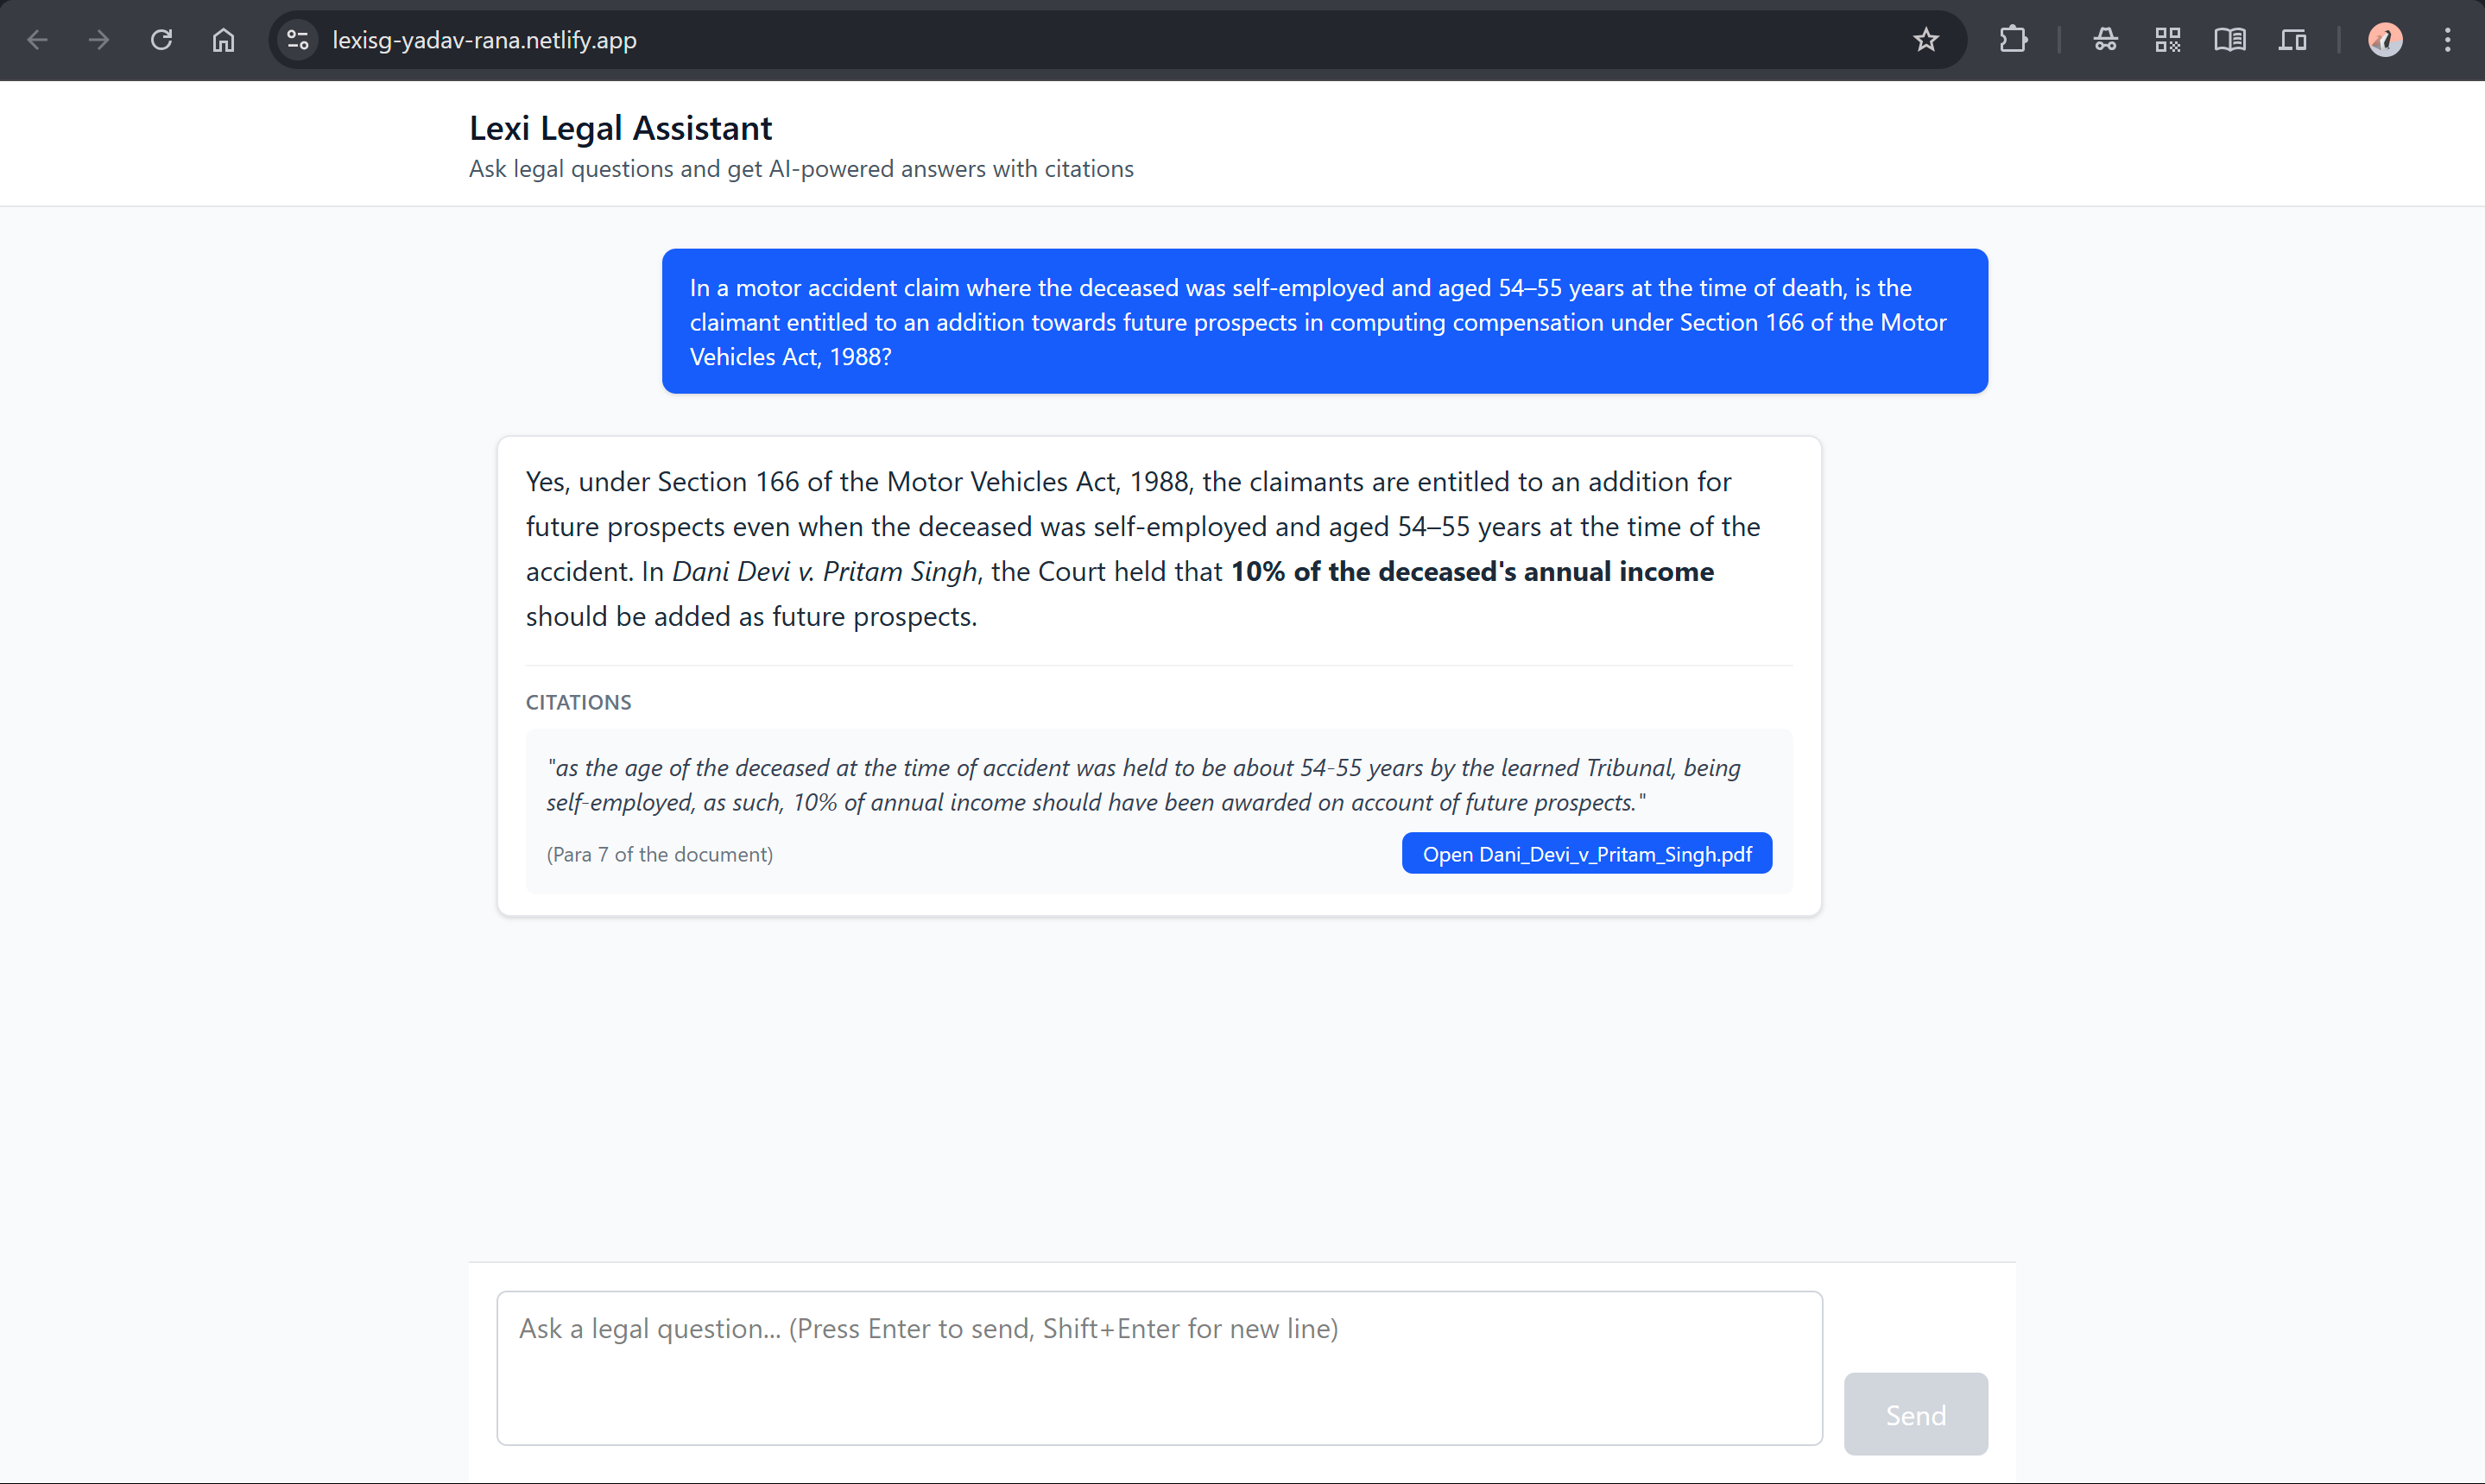 lexisg-yadav-rana.netlify.app
Lexi Legal Assistant
Ask legal questions and get AI-powered answers with citations
In a motor accident claim where the deceased was self-employed and aged 54–55 years at the time of death, is the
claimant entitled to an addition towards future prospects in computing compensation under Section 166 of the Motor
Vehicles Act, 1988?
Yes, under Section 166 of the Motor Vehicles Act, 1988, the claimants are entitled to an addition for
future prospects even when the deceased was self-employed and aged 54–55 years at the time of the
accident. In Dani Devi v. Pritam Singh, the Court held that 10% of the deceased's annual income
should be added as future prospects.
CITATIONS
"as the age of the deceased at the time of accident was held to be about 54-55 years by the learned Tribunal, being
self-employed, as such, 10% of annual income should have been awarded on account of future prospects."
(Para 7 of the document)
Open Dani_Devi_v_Pritam_Singh.pdf
Ask a legal question... (Press Enter to send, Shift+Enter for new line)
Send